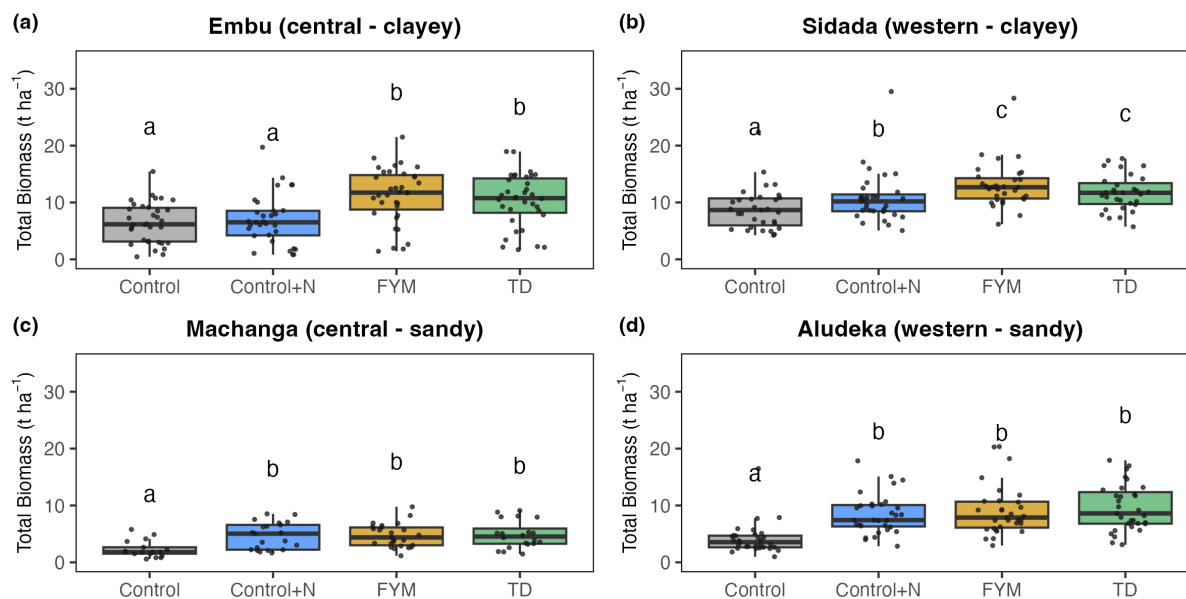 (a) Embu (central - clayey)
Total Biomass (t ha⁻¹)
30
20
10
0
a
a
b
b
Control Control+N FYM TD
(b) Sidada (western - clayey)
Total Biomass (t ha⁻¹)
30
20
10
0
a
b
c
c
Control Control+N FYM TD
(c) Machanga (central - sandy)
Total Biomass (t ha⁻¹)
30
20
10
0
a
b
b
b
Control Control+N FYM TD
(d) Aludeka (western - sandy)
Total Biomass (t ha⁻¹)
30
20
10
0
a
b
b
b
Control Control+N FYM TD